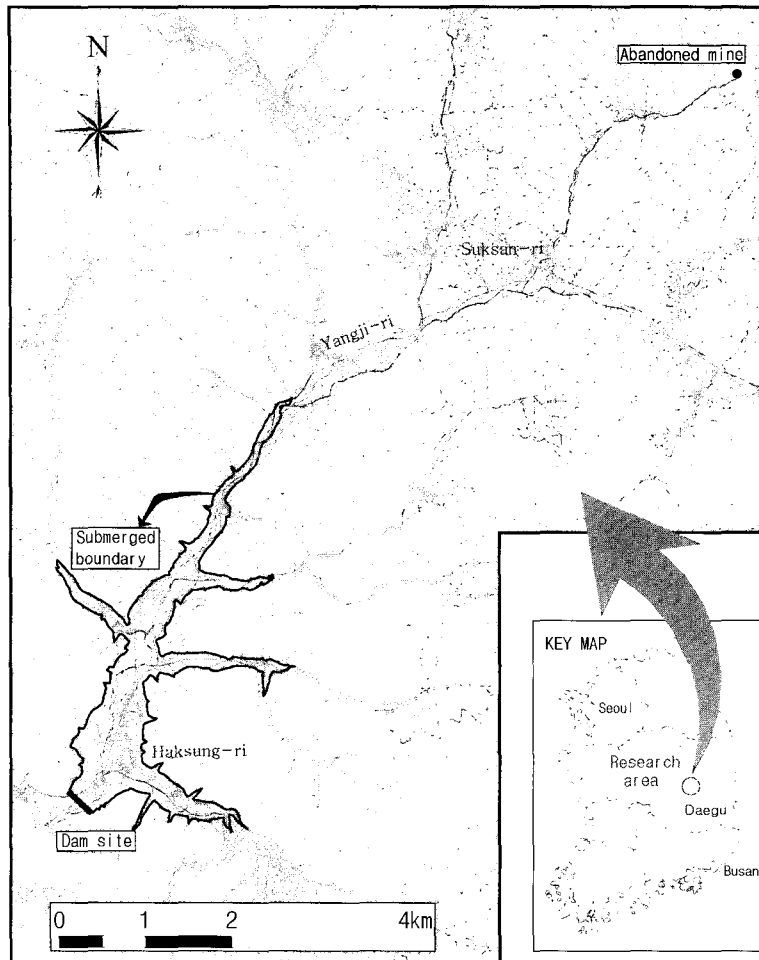 N
Abandoned mine
Suksan-ri
Yangji-ri
Submerged
boundary
KEY MAP
Seoul
Haksung-ri
Research
area
Daegu
Dam site
Busan
0 1 2 4km